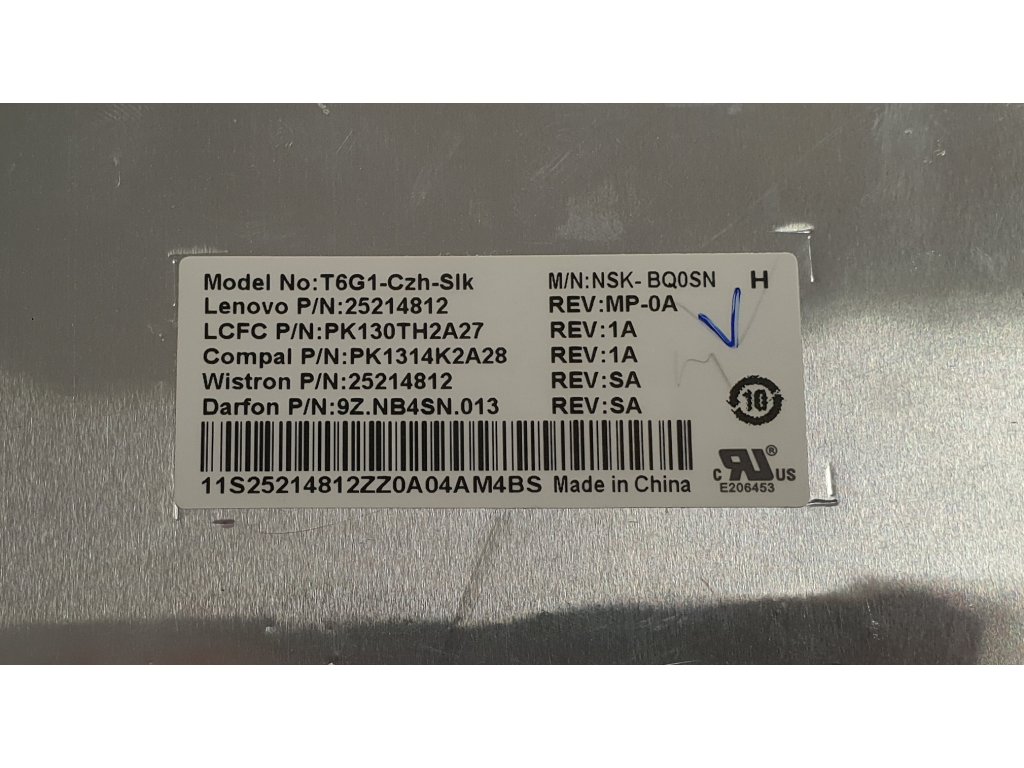 Model No:T6G1-Czh-Slk M/N:NSK- BQ0SN H
Lenovo P/N:25214812 REV:MP-0A
LCFC P/N:PK130TH2A27 REV:1A
Compal P/N:PK1314K2A28 REV:1A
Wistron P/N:25214812 REV:SA
Darfon P/N:9Z.NB4SN.013 REV:SA
10
11S25214812ZZ0A04AM4BS Made in China
c RU® US
E206453